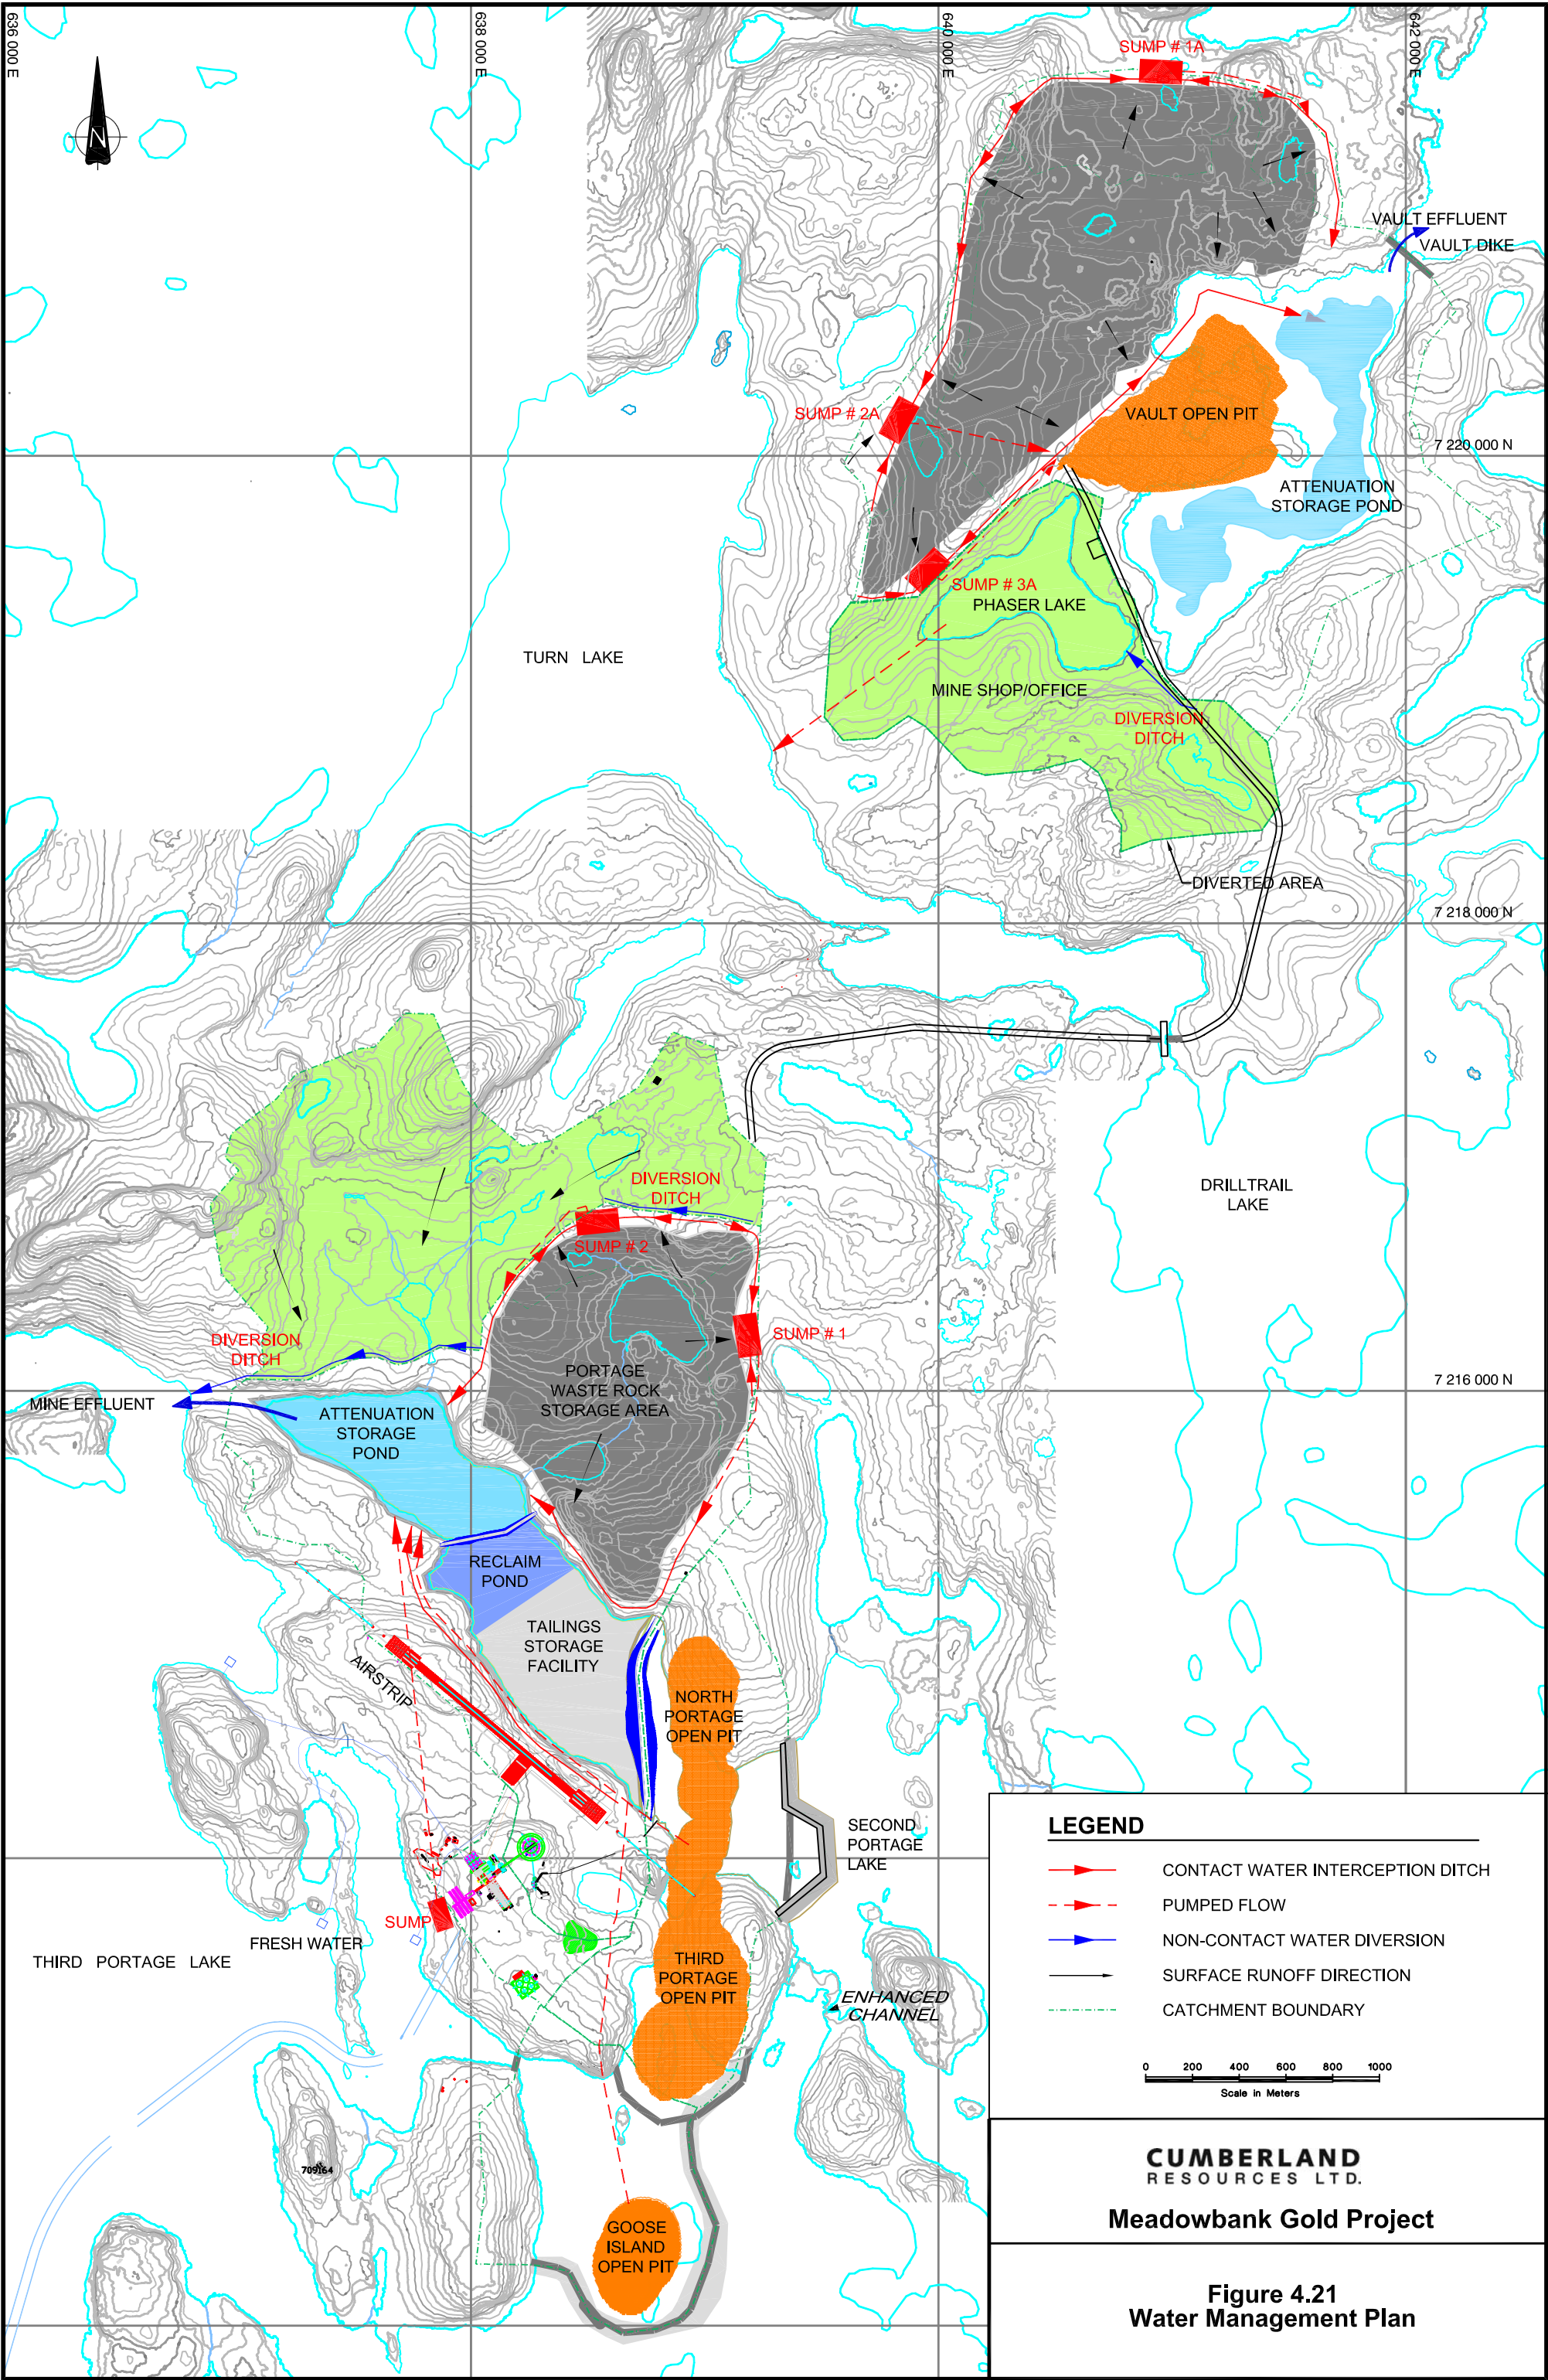 636 000 E
638 000 E
640 000 E
642 000 E
N
SUMP # 1A
VAULT EFFLUENT
VAULT DIKE
SUMP # 2A
VAULT OPEN PIT
7 220 000 N
ATTENUATION
STORAGE POND
SUMP # 3A
PHASER LAKE
TURN LAKE
MINE SHOP/OFFICE
DIVERSION
DITCH
DIVERTED AREA
7 218 000 N
DIVERSION
DITCH
DRILLTRAIL
LAKE
SUMP # 2
SUMP # 1
DIVERSION
DITCH
PORTAGE
WASTE ROCK
STORAGE AREA
7 216 000 N
MINE EFFLUENT
ATTENUATION
STORAGE
POND
RECLAIM
POND
TAILINGS
STORAGE
FACILITY
AIRSTRIP
NORTH
PORTAGE
OPEN PIT
SECOND
PORTAGE
LAKE
SUMP
FRESH WATER
THIRD PORTAGE LAKE
THIRD
PORTAGE
OPEN PIT
ENHANCED
CHANNEL
709164
GOOSE
ISLAND
OPEN PIT
LEGEND
CONTACT WATER INTERCEPTION DITCH
PUMPED FLOW
NON-CONTACT WATER DIVERSION
SURFACE RUNOFF DIRECTION
CATCHMENT BOUNDARY
0 200 400 600 800 1000
Scale in Meters
CUMBERLAND
RESOURCES LTD.
Meadowbank Gold Project
Figure 4.21
Water Management Plan